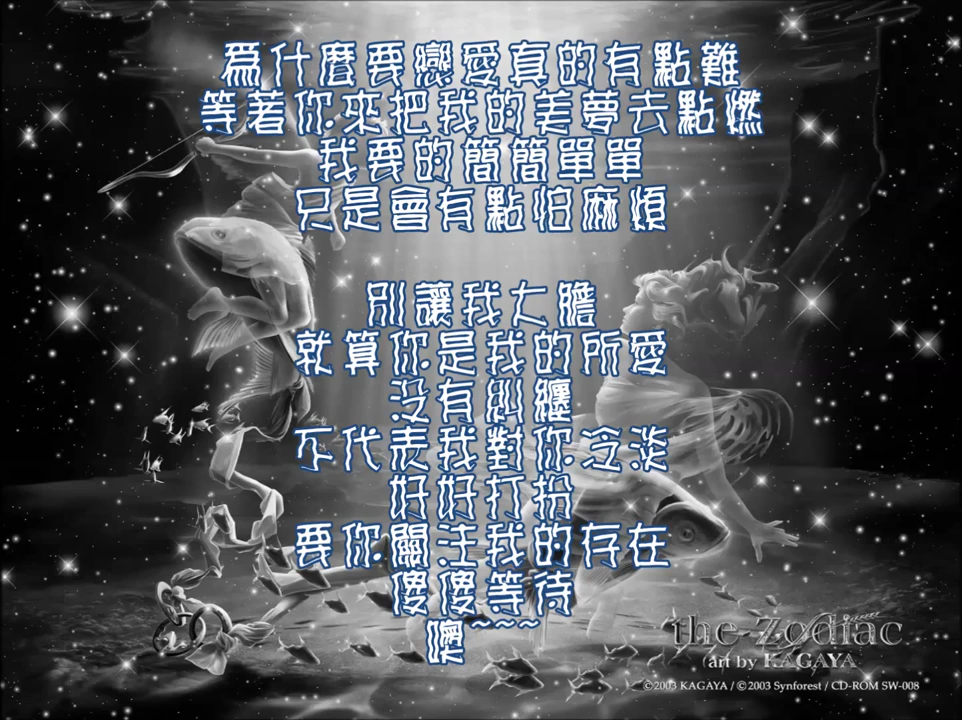 為什麼要戀愛真的有點難
等著你來把我的美夢去點燃
我要的簡簡單單
只是會有點怕麻煩
別讓我大膽
就算你是我的所愛
沒有糾纏
不代表我對你冷淡
好好打扮
要你關注我的存在
傻傻等待
嗯~~~
the Zodiac
art by KAGAYA
©2003 KAGAYA / ©2003 Synforest / CD-ROM SW-008